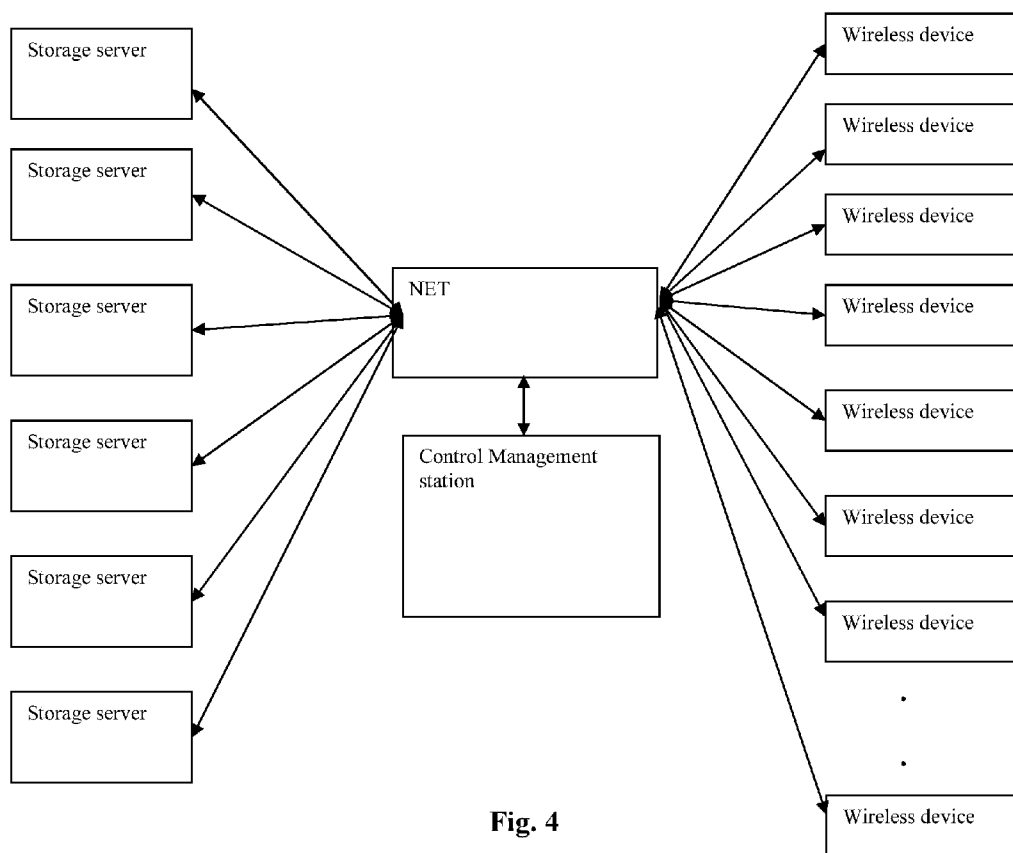 Storage server
Storage server
Storage server
Storage server
Storage server
Storage server
NET
Control Management
station
Wireless device
Wireless device
Wireless device
Wireless device
Wireless device
Wireless device
Wireless device
.
.
Wireless device
Fig. 4